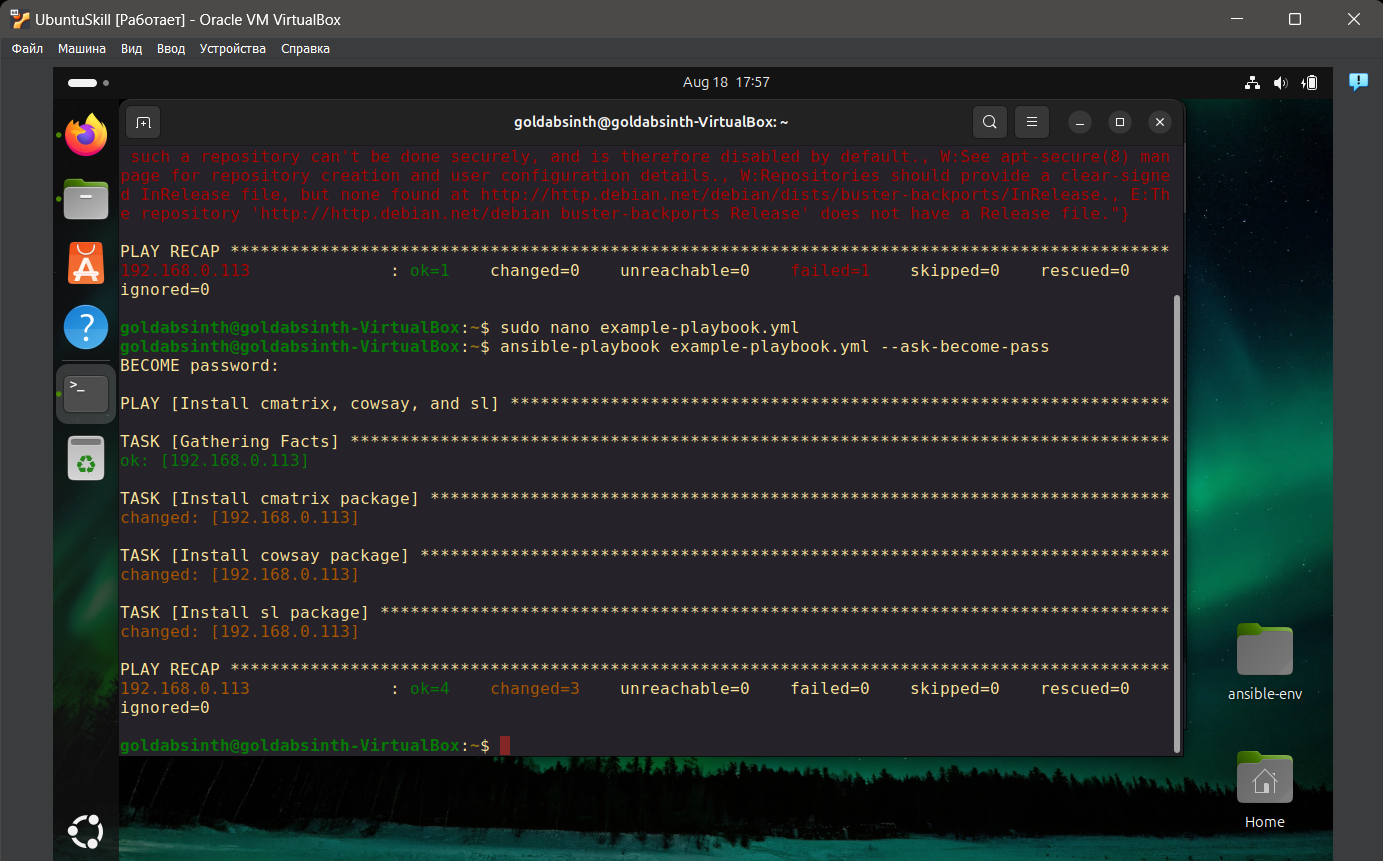 UbuntuSkill [Работает] - Oracle VM VirtualBox
Файл Машина Вид Ввод Устройства Справка
Aug 18 17:57
goldabsinth@goldabsinth-VirtualBox: ~
such a repository can't be done securely, and is therefore disabled by default., W:See apt-secure(8) man
page for repository creation and user configuration details., W:Repositories should provide a clear-signe
d InRelease file, but none found at http://http.debian.net/debian/dists/buster-backports/InRelease., E:Th
e repository 'http://http.debian.net/debian buster-backports Release' does not have a Release file."}
PLAY RECAP **********************************************************************************************
192.168.0.113 : ok=1 changed=0 unreachable=0 failed=1 skipped=0 rescued=0
ignored=0
goldabsinth@goldabsinth-VirtualBox:~$ sudo nano example-playbook.yml
goldabsinth@goldabsinth-VirtualBox:~$ ansible-playbook example-playbook.yml --ask-become-pass
BECOME password:
PLAY [Install cmatrix, cowsay, and sl] ******************************************************************
TASK [Gathering Facts] **********************************************************************************
ok: [192.168.0.113]
TASK [Install cmatrix package] **************************************************************************
changed: [192.168.0.113]
TASK [Install cowsay package] ***************************************************************************
changed: [192.168.0.113]
TASK [Install sl package] *******************************************************************************
changed: [192.168.0.113]
PLAY RECAP **********************************************************************************************
192.168.0.113 : ok=4 changed=3 unreachable=0 failed=0 skipped=0 rescued=0
ignored=0
goldabsinth@goldabsinth-VirtualBox:~$
ansible-env
Home